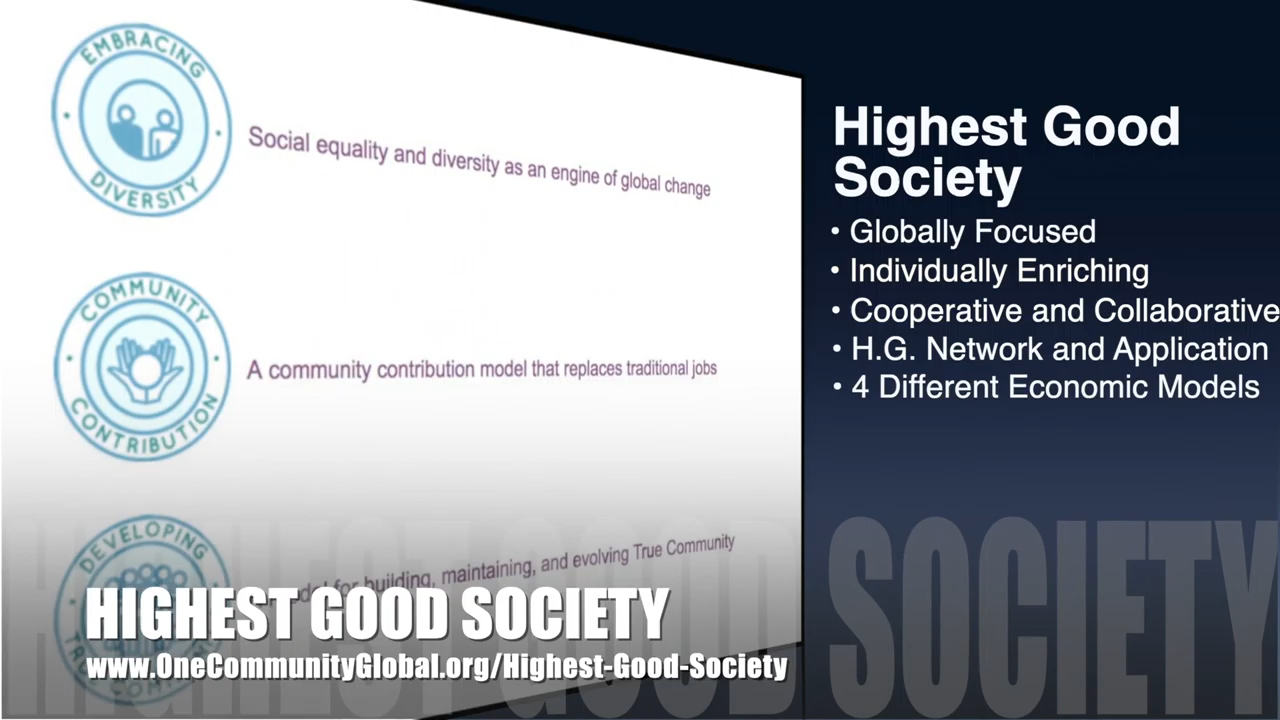 EMBRACING
DIVERSITY
Social equality and diversity as an engine of global change
COMMUNITY
CONTRIBUTION
A community contribution model that replaces traditional jobs
DEVELOPING
for building, maintaining, and evolving True Community
Highest Good
Society
• Globally Focused
• Individually Enriching
• Cooperative and Collaborative
• H.G. Network and Application
• 4 Different Economic Models
HIGHEST GOOD SOCIETY
HIGHEST GOOD SOCIETY
www.OneCommunityGlobal.org/Highest-Good-Society